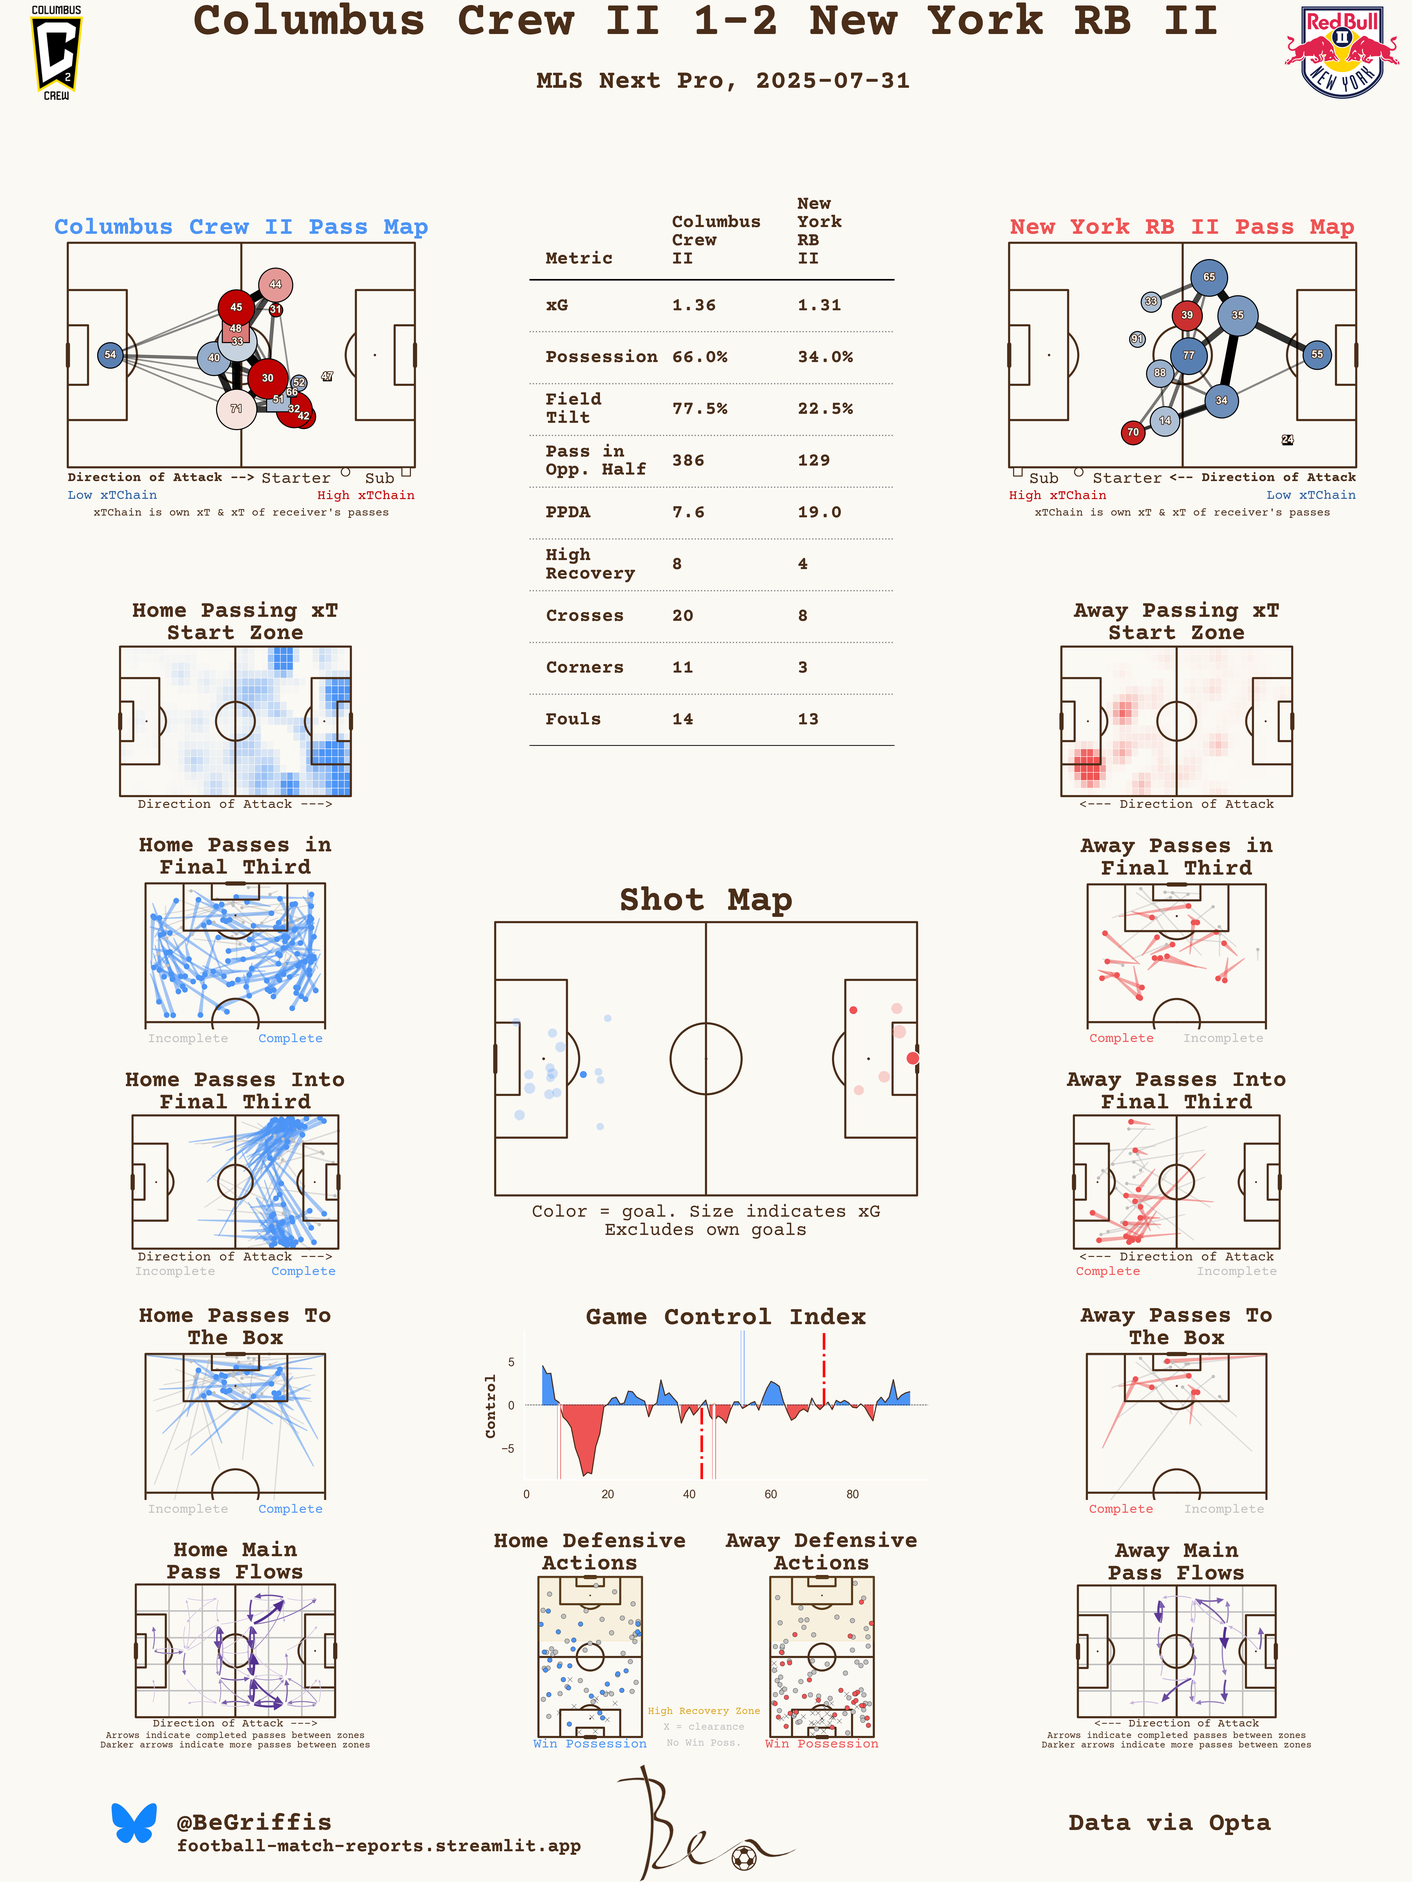 COLUMBUS
2
CREW
Columbus Crew II 1-2 New York RB II
MLS Next Pro, 2025-07-31
Red Bull
II
NEW YORK
Columbus Crew II Pass Map
44
45
31
48
33
54
40
30
52
47
66
51
71
32
42
Direction of Attack --> Starter Sub
Low xTChain High xTChain
xTChain is own xT & xT of receiver's passes
Metric Columbus Crew II New York RB II
xG 1.36 1.31
Possession 66.0% 34.0%
Field Tilt 77.5% 22.5%
Pass in Opp. Half 386 129
PPDA 7.6 19.0
High Recovery 8 4
Crosses 20 8
Corners 11 3
Fouls 14 13
New York RB II Pass Map
65
33
39
35
91
77
55
88
34
14
70
24
Sub Starter <-- Direction of Attack
High xTChain Low xTChain
xTChain is own xT & xT of receiver's passes
Home Passing xT
Start Zone
Direction of Attack --->
Away Passing xT
Start Zone
<--- Direction of Attack
Home Passes in
Final Third
Incomplete Complete
Away Passes in
Final Third
Complete Incomplete
Shot Map
Color = goal. Size indicates xG
Excludes own goals
Home Passes Into
Final Third
Direction of Attack --->
Incomplete Complete
Away Passes Into
Final Third
<--- Direction of Attack
Complete Incomplete
Home Passes To
The Box
Incomplete Complete
Game Control Index
Control
5
0
−5
0 20 40 60 80
Away Passes To
The Box
Complete Incomplete
Home Main
Pass Flows
Direction of Attack --->
Arrows indicate completed passes between zones
Darker arrows indicate more passes between zones
Home Defensive
Actions
Win Possession
High Recovery Zone
X = clearance
No Win Poss.
Away Defensive
Actions
Win Possession
Away Main
Pass Flows
<--- Direction of Attack
Arrows indicate completed passes between zones
Darker arrows indicate more passes between zones
@BeGriffis
football-match-reports.streamlit.app
Ben
Data via Opta